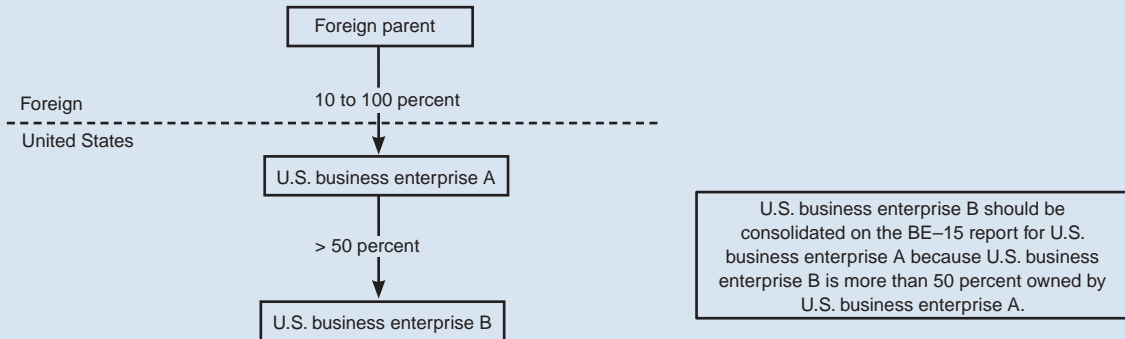 Foreign parent
10 to 100 percent
Foreign
United States
U.S. business enterprise A
> 50 percent
U.S. business enterprise B
U.S. business enterprise B should be
consolidated on the BE–15 report for U.S.
business enterprise A because U.S. business
enterprise B is more than 50 percent owned by
U.S. business enterprise A.